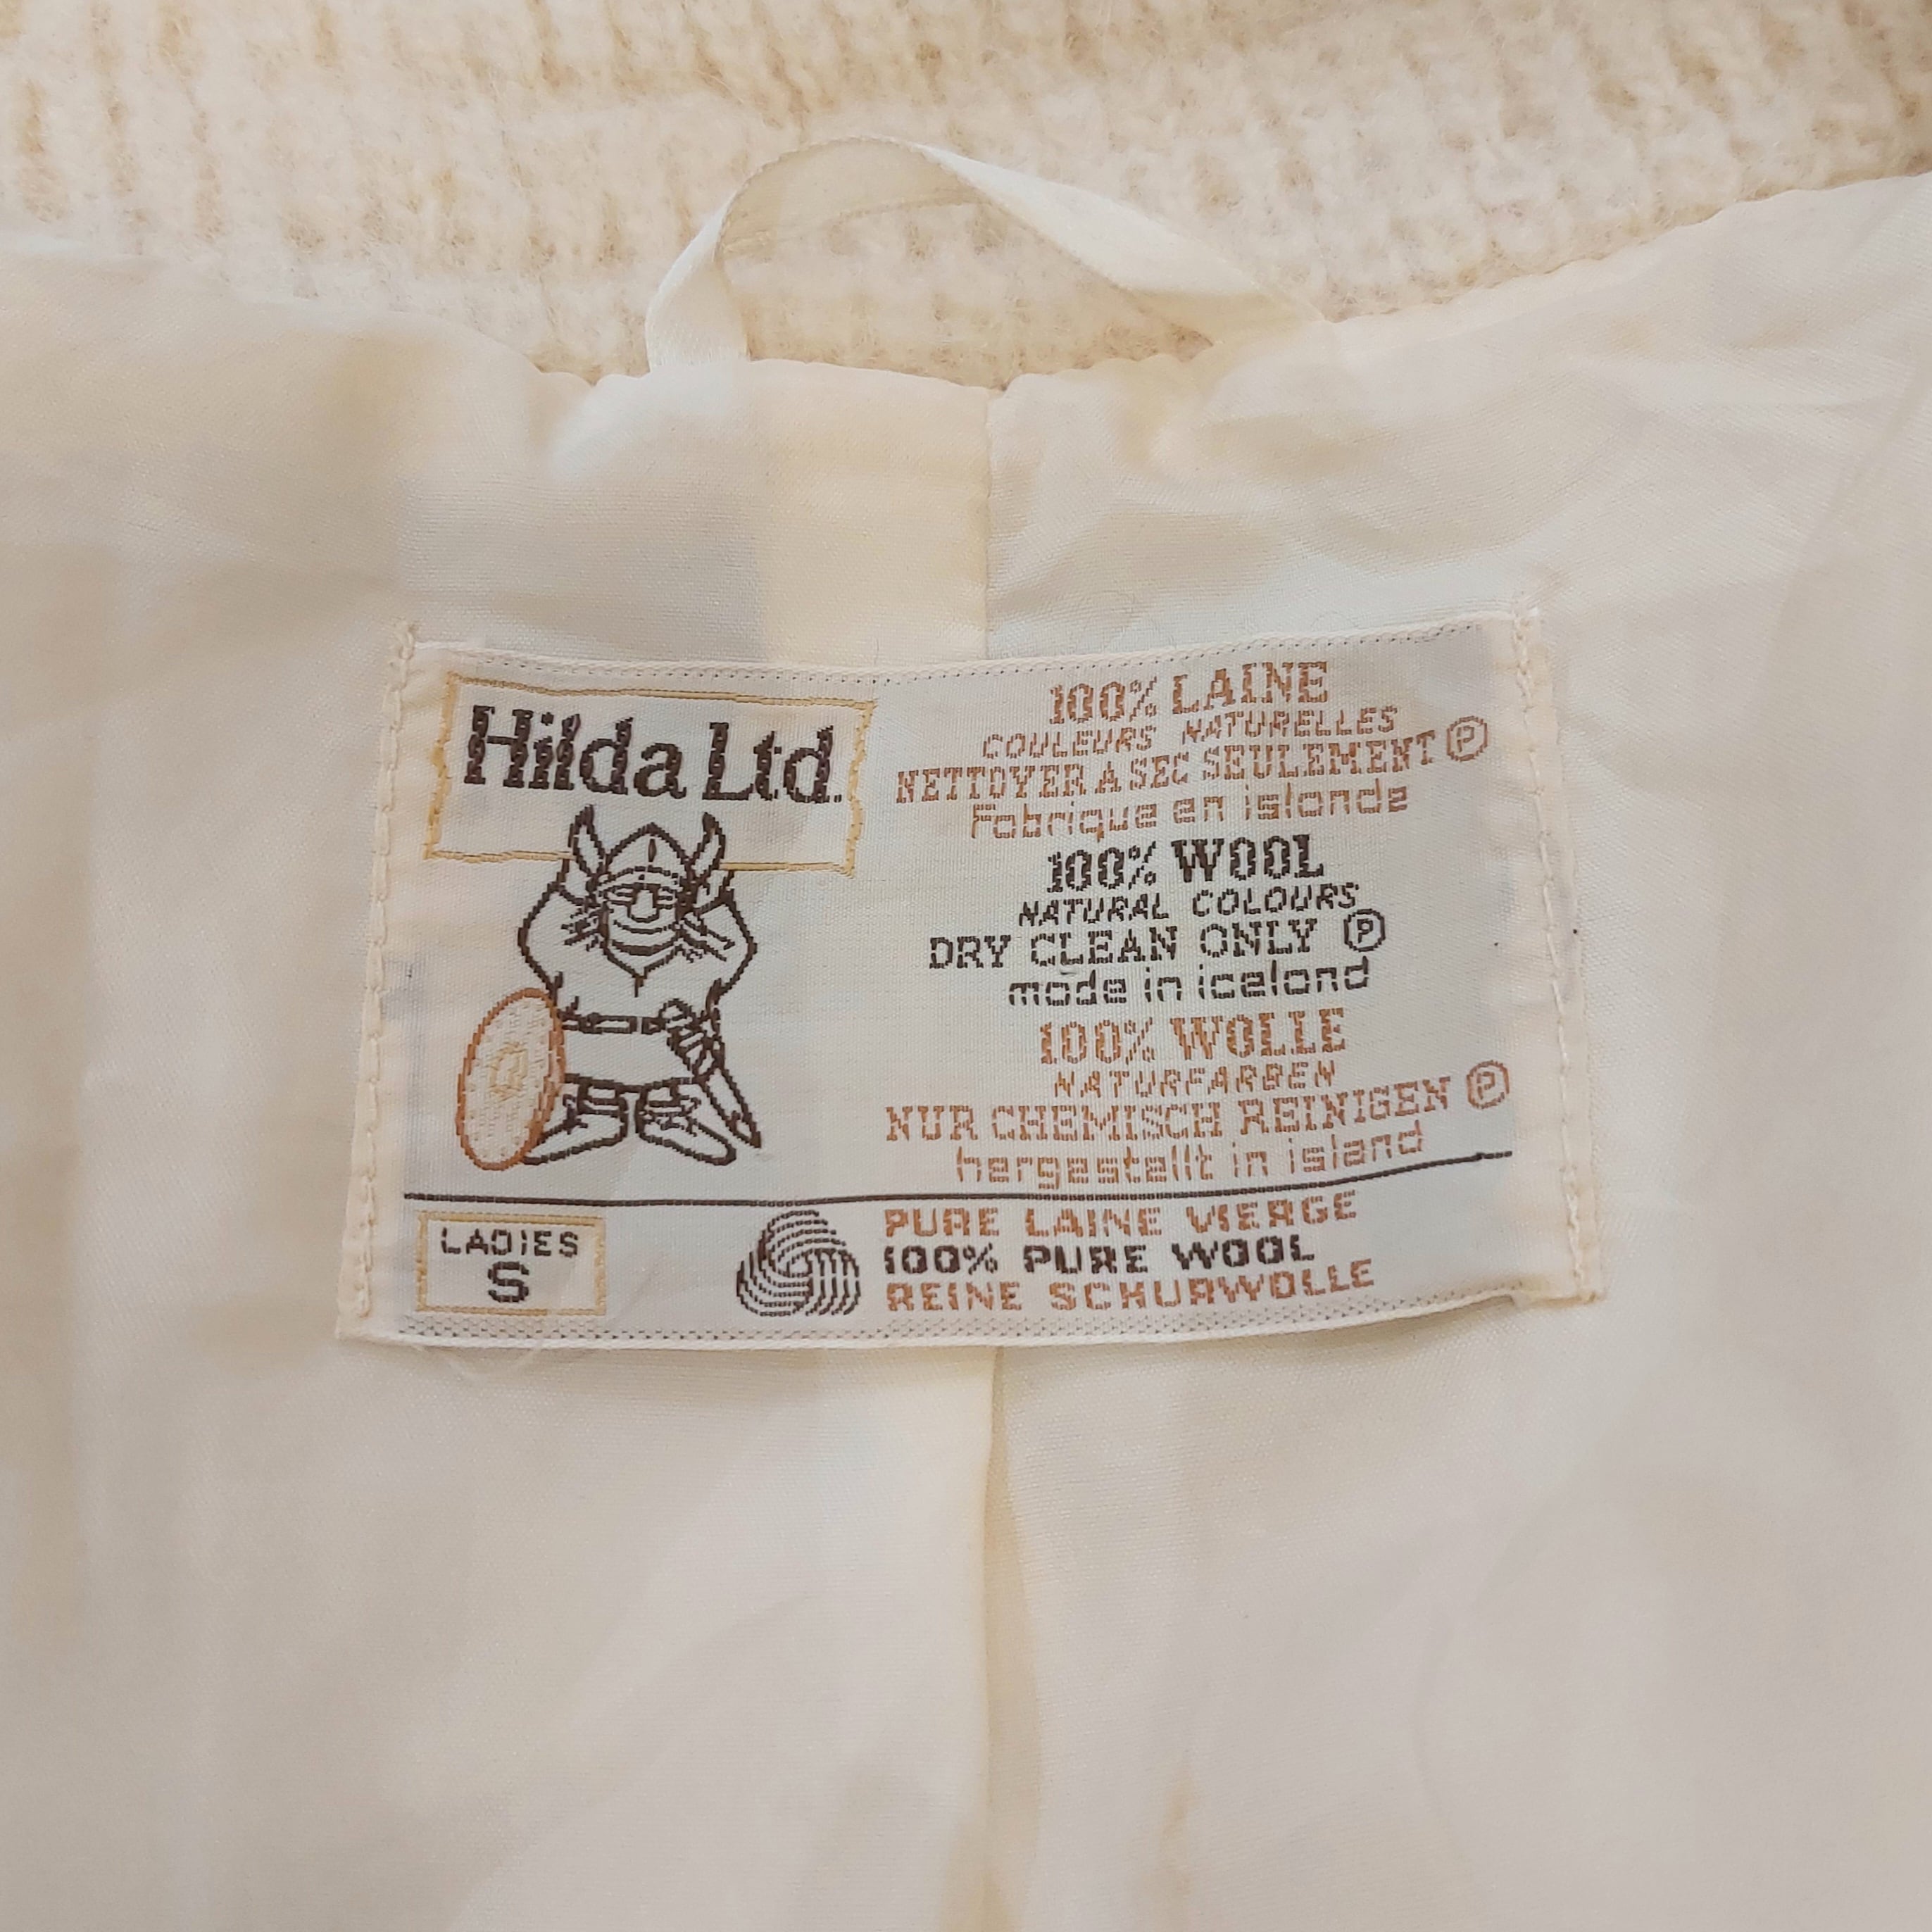 Hilda Ltd.
100% LAINE
COULEURS NATURELLES
NETTOYER A SEC SEULEMENT Ⓟ
Fabrique en islande
100% WOOL
NATURAL COLOURS
DRY CLEAN ONLY Ⓟ
made in iceland
100% WOLLE
NATURFARBEN
NUR CHEMISCH REINIGEN Ⓟ
hergestellt in island
LADIES
S
PURE LAINE VIERGE
100% PURE WOOL
REINE SCHURWOLLE